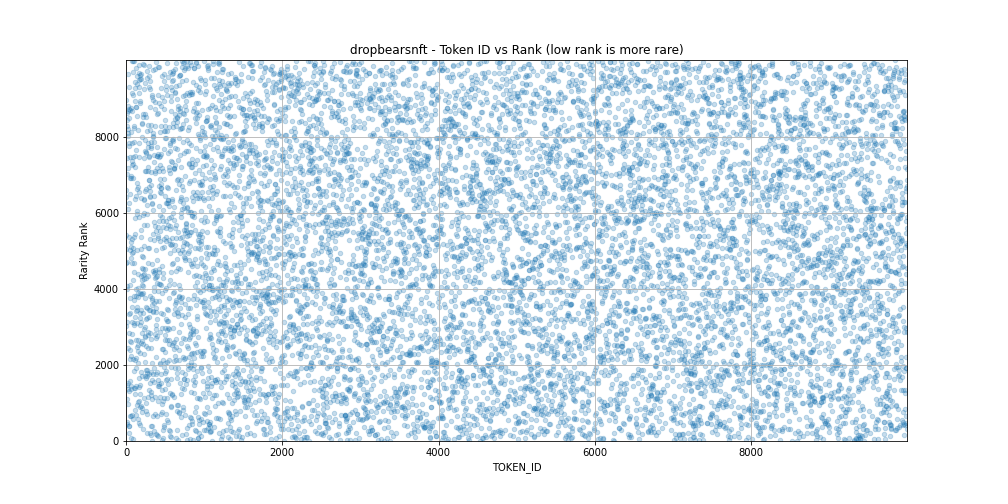 dropbearsnft - Token ID vs Rank (low rank is more rare)
8000
6000
4000
2000
0
Rarity Rank
0 2000 4000 6000 8000
TOKEN_ID